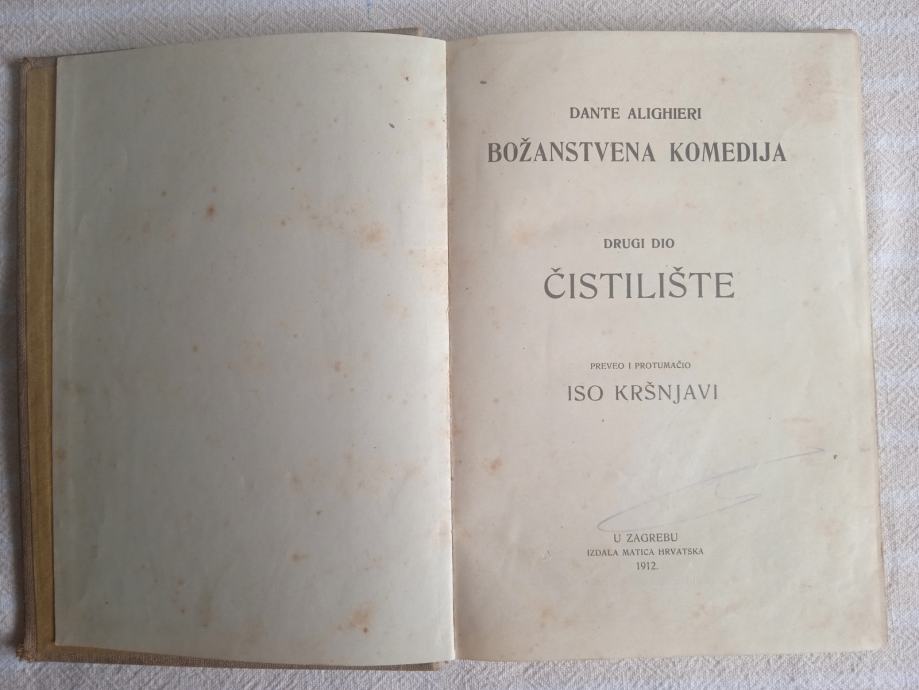 DANTE ALIGHIERI
BOŽANSTVENA KOMEDIJA
DRUGI DIO
ČISTILIŠTE
PREVEO I PROTUMAČIO
ISO KRŠNJAVI
U ZAGREBU
IZDALA MATICA HRVATSKA
1912.